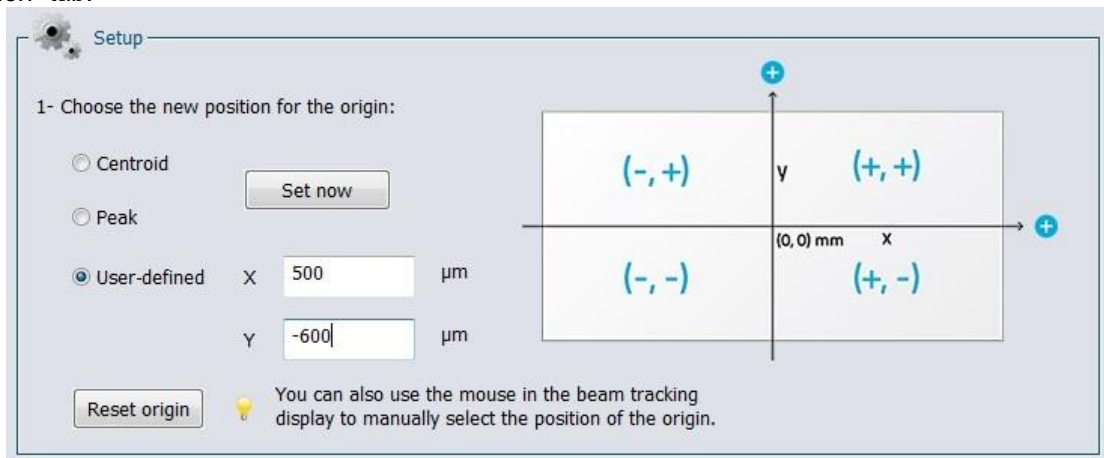 Setup
1- Choose the new position for the origin:
Centroid
Set now
Peak
User-defined X 500 µm
Y -600 µm
Reset origin
You can also use the mouse in the beam tracking
display to manually select the position of the origin.
(-, +) y (+, +)
(0, 0) mm x
(-, -) (+, -)